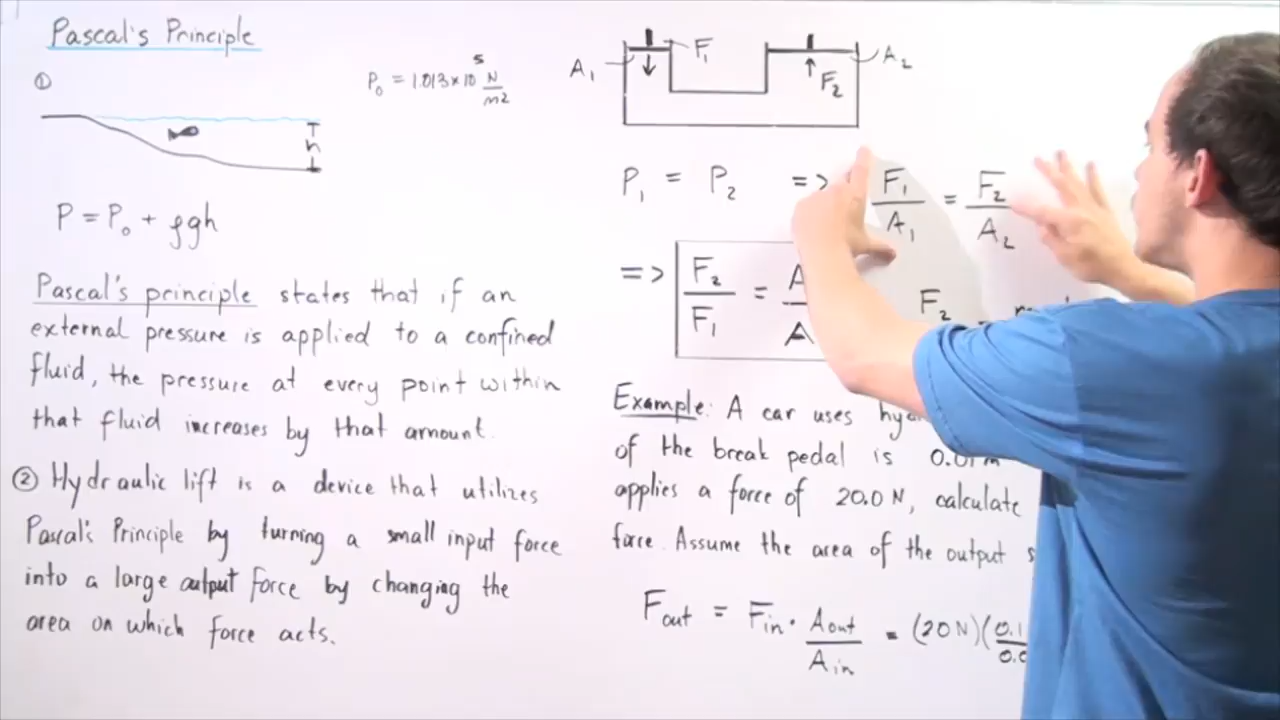 Pascal's Principle
①
P₀ = 1.013×10⁵ N/m2
h
P = P₀ + ρgh
Pascal's principle states that if an
external pressure is applied to a confined
fluid, the pressure at every point within
that fluid increases by that amount.
② Hydraulic lift is a device that utilizes
Pascal's Principle by turning a small input force
into a large output force by changing the
area on which force acts.
A₁ F₁ F₂ A₂
P₁ = P₂ => F₁/A₁ = F₂/A₂
=> F₂/F₁ = A/A F₂
Example: A car uses
of the break pedal is
applies a force of 20.0 N, calculate
force. Assume the area of the output
Fout = Fin · Aout/Ain = (20N)(